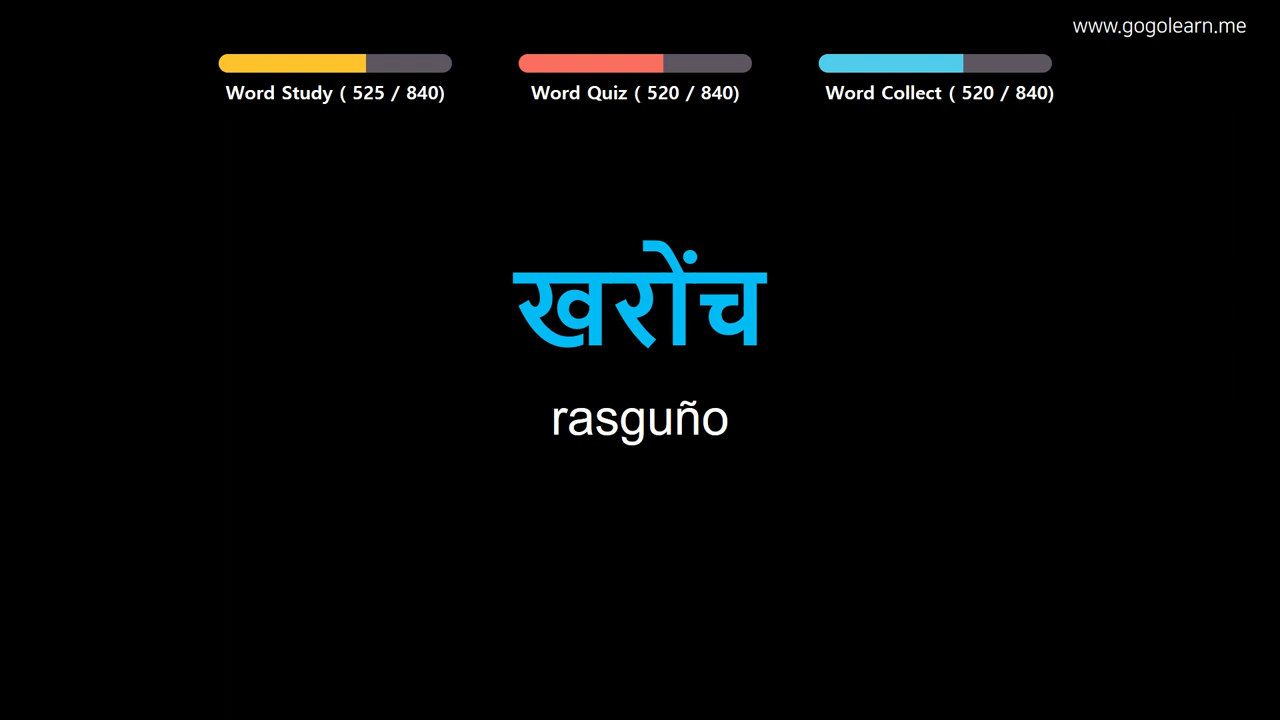 www.gogolearn.me
Word Study ( 525 / 840)
Word Quiz ( 520 / 840)
Word Collect ( 520 / 840)
खरोंच
rasguño